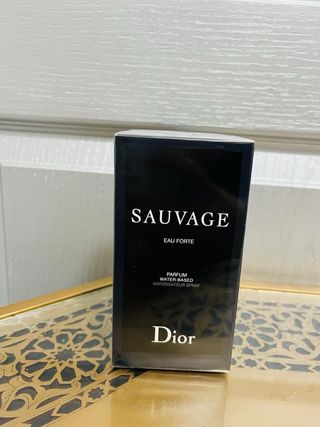 SAUVAGE
EAU FORTE
PARFUM
WATER-BASED
VAPORISATEUR-SPRAY
Dior